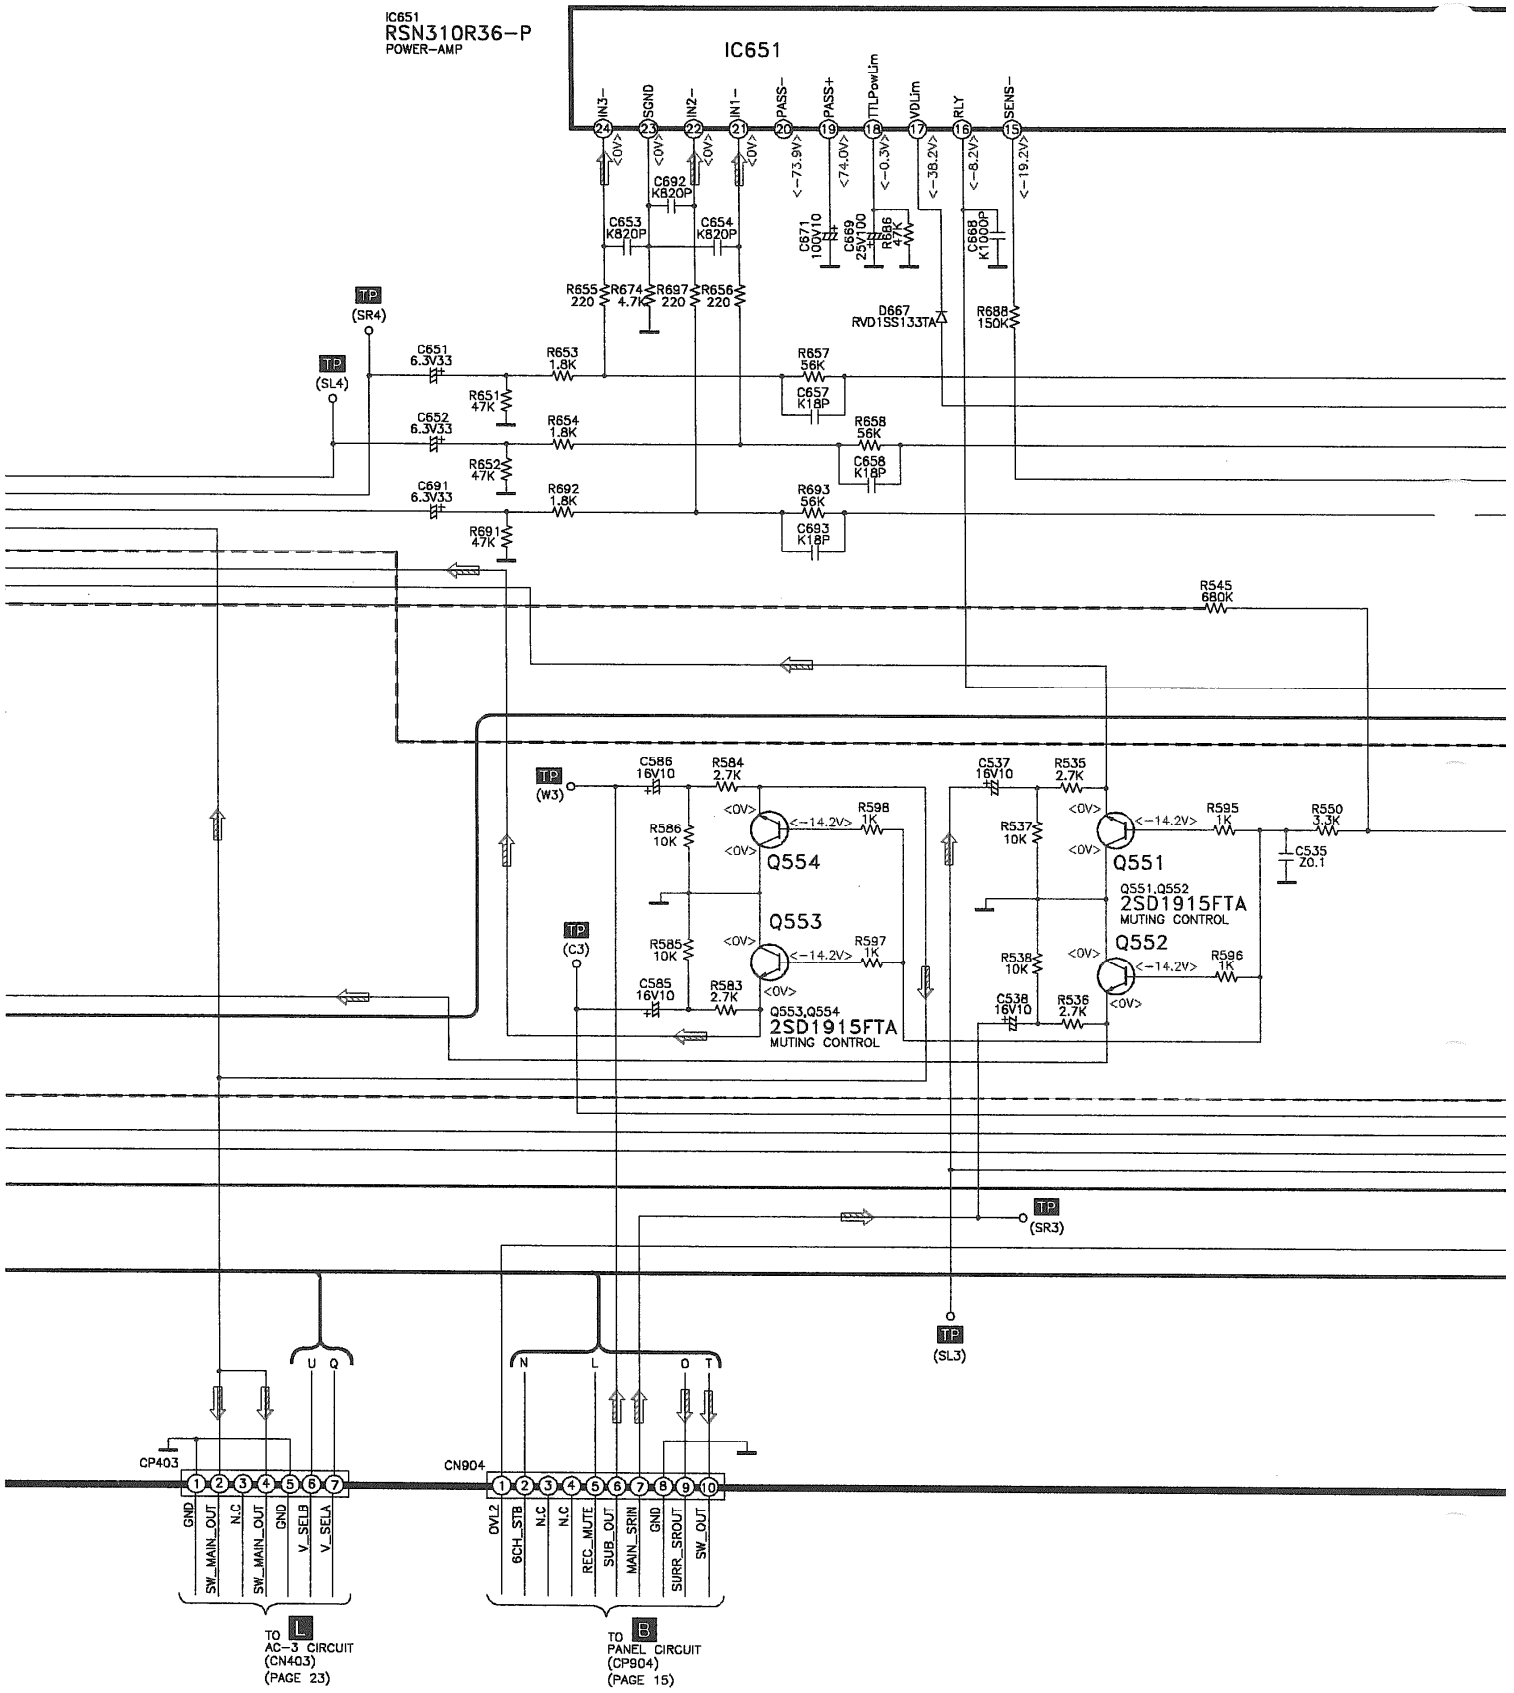 IC651
RSN310R36-P
POWER-AMP
IC651
IN3-
SGND
IN2-
IN1-
PASS-
PASS+
TTLPowLim
VDLim
RLY
SENS-
24
23
22
21
20
19
18
17
16
15
<0V>
<0V>
<0V>
<0V>
<-73.9V>
<74.0V>
<-0.3V>
<-38.2V>
<-8.2V>
<-19.2V>
C692
K820P
C653
K820P
C654
K820P
C671
100V10
C669
25V100
R686
47K
C668
K1000P
R655
220
R674
4.7K
R697
220
R656
220
D667
RVD1SS133TA
R688
150K
TP
(SR4)
TP
(SL4)
C651
6.3V33
R653
1.8K
R657
56K
C657
K18P
R651
47K
C652
6.3V33
R654
1.8K
R658
56K
C658
K18P
R652
47K
C691
6.3V33
R692
1.8K
R693
56K
C693
K18P
R691
47K
R545
680K
TP
(W3)
C586
16V10
R584
2.7K
C537
16V10
R535
2.7K
<0V>
<-14.2V>
R598
1K
<0V>
<-14.2V>
R595
1K
R550
3.3K
R586
10K
<0V>
Q554
R537
10K
<0V>
Q551
C535
Z0.1
Q551,Q552
2SD1915FTA
MUTING CONTROL
TP
(C3)
Q553
R585
10K
<0V>
<-14.2V>
R597
1K
<0V>
Q552
R538
10K
<0V>
<-14.2V>
R596
1K
<0V>
C585
16V10
R583
2.7K
Q553,Q554
2SD1915FTA
MUTING CONTROL
C538
16V10
R536
2.7K
TP
(SR3)
TP
(SL3)
U Q
N L O T
CP403
1 2 3 4 5 6 7
GND
SW_MAIN_OUT
N.C
SW_MAIN_OUT
GND
V_SELB
V_SELA
CN904
1 2 3 4 5 6 7 8 9 10
OVL2
6CH_STB
N.C
N.C
REC_MUTE
SUB_OUT
MAIN_SRIN
GND
SURR_SROUT
SW_OUT
TO L
AC-3 CIRCUIT
(CN403)
(PAGE 23)
TO B
PANEL CIRCUIT
(CP904)
(PAGE 15)